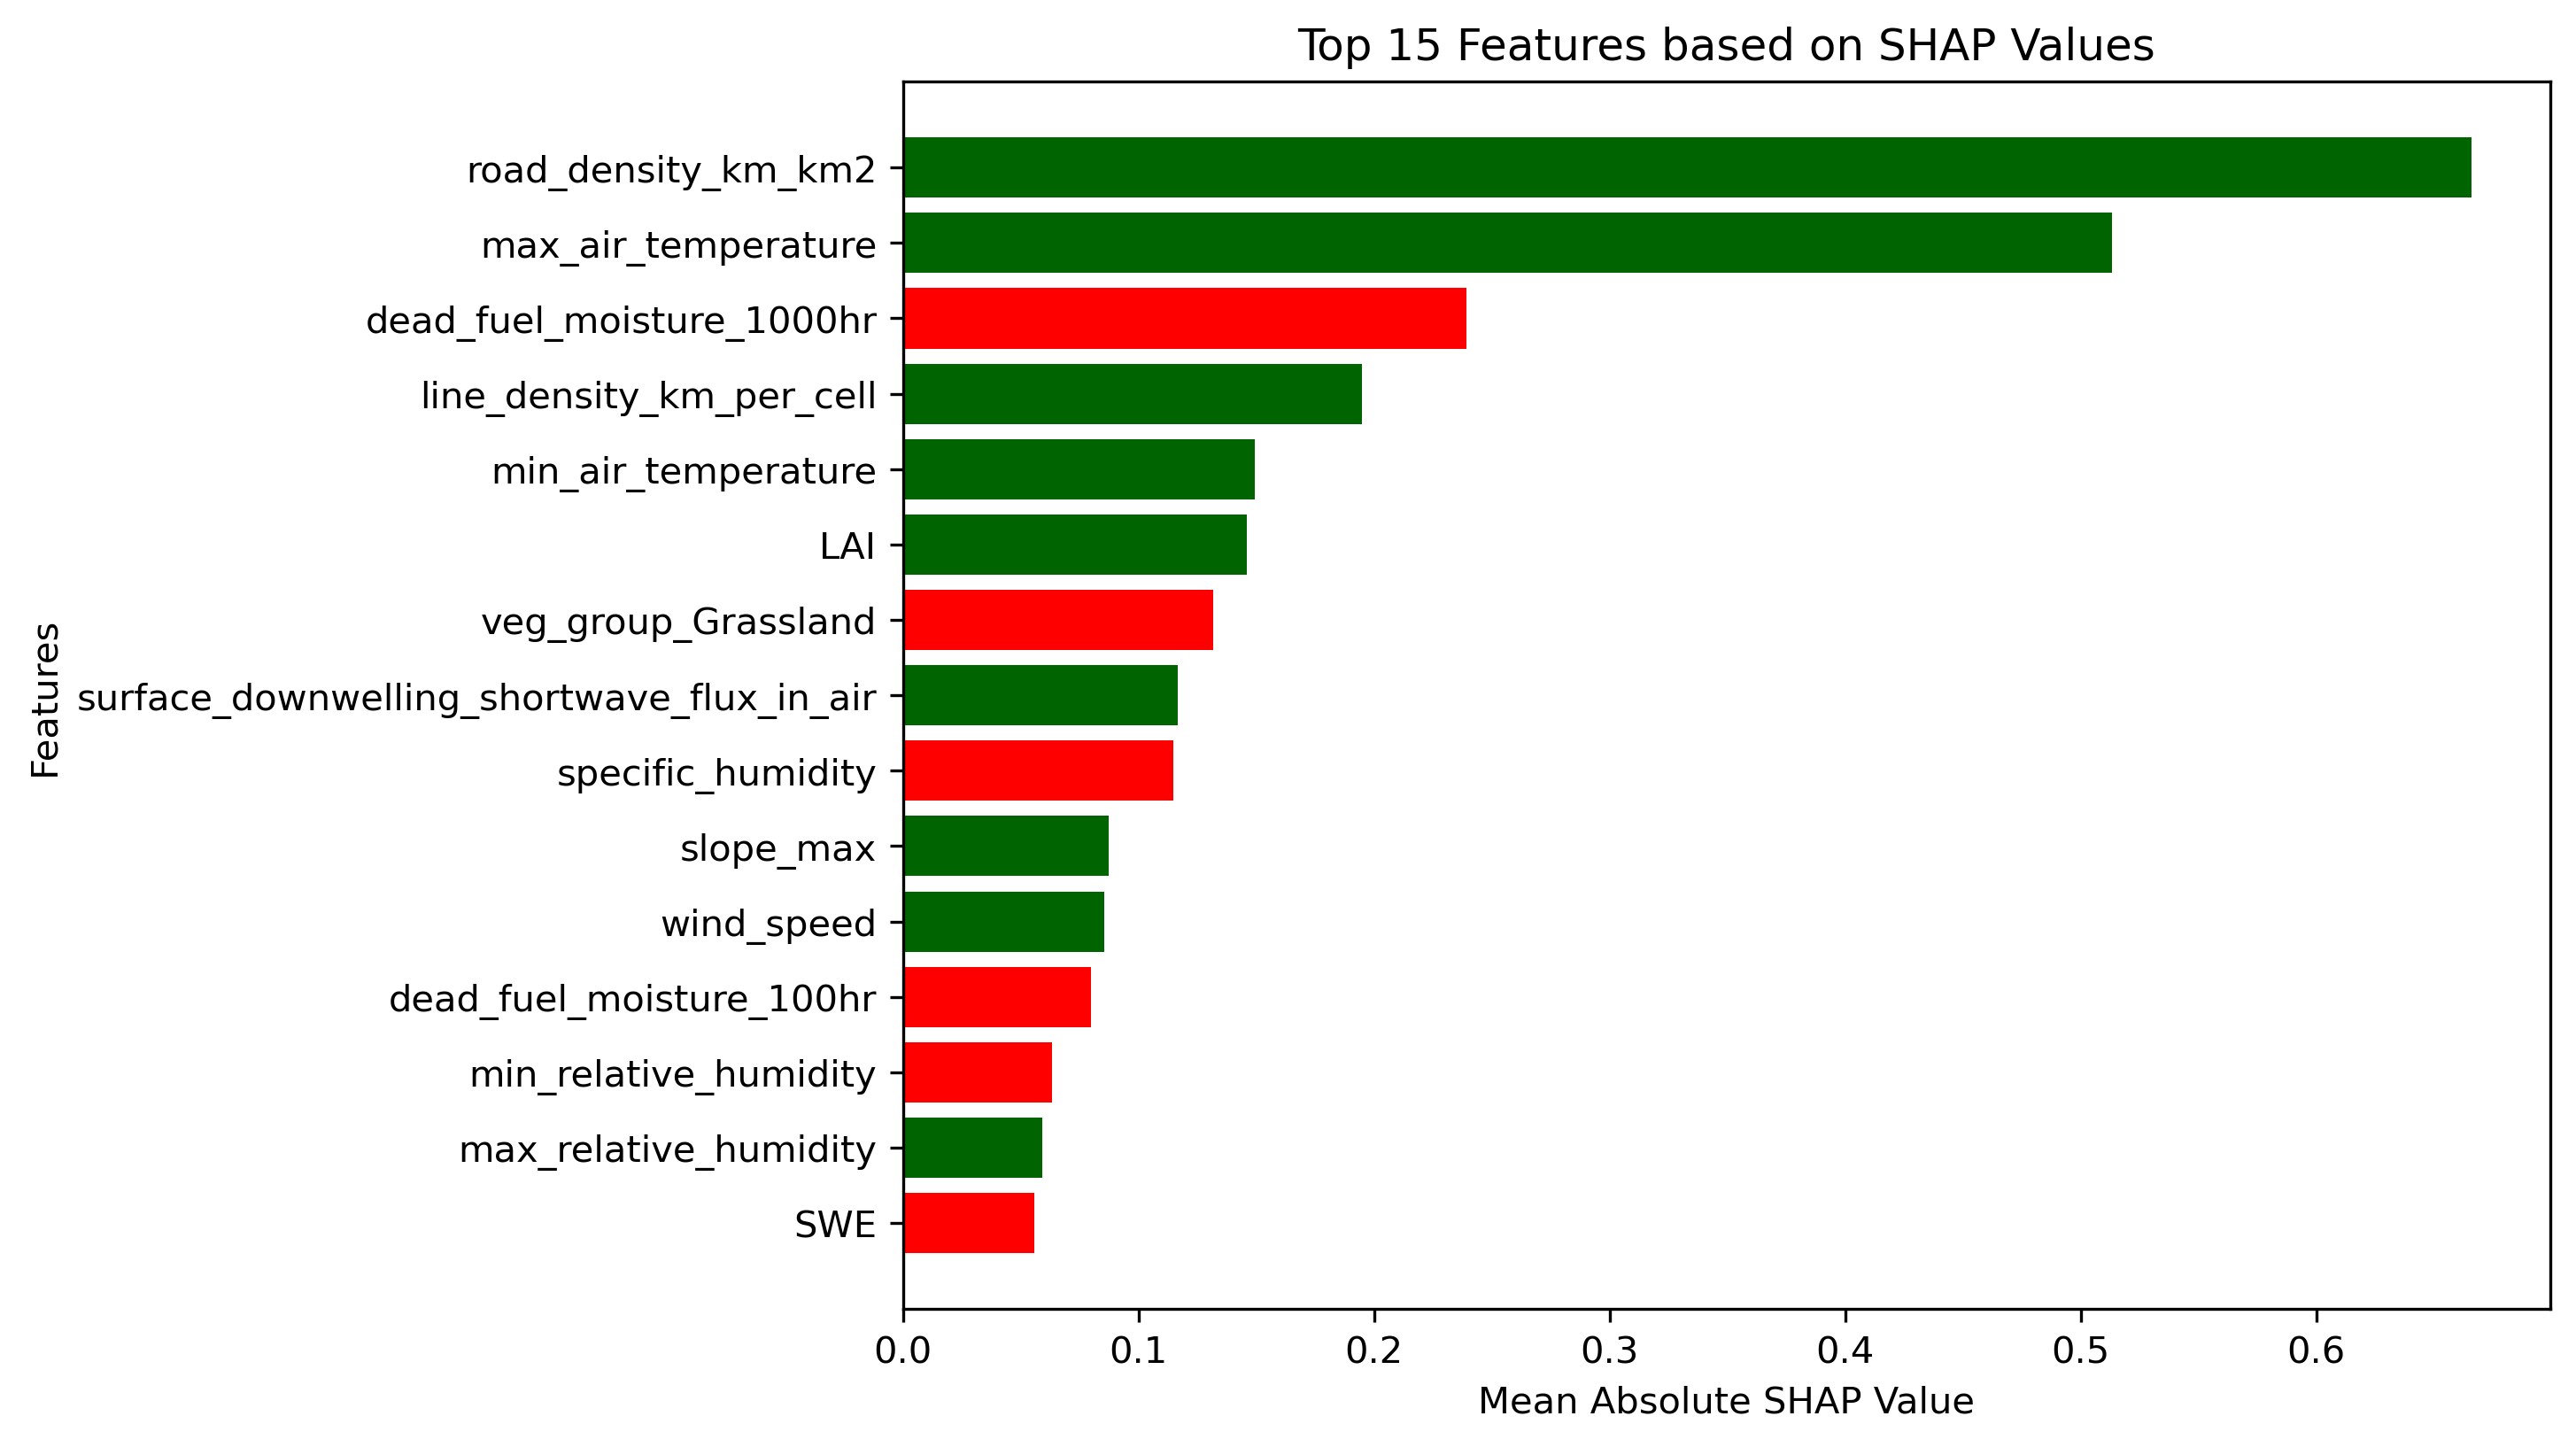 Top 15 Features based on SHAP Values
Features
road_density_km_km2
max_air_temperature
dead_fuel_moisture_1000hr
line_density_km_per_cell
min_air_temperature
LAI
veg_group_Grassland
surface_downwelling_shortwave_flux_in_air
specific_humidity
slope_max
wind_speed
dead_fuel_moisture_100hr
min_relative_humidity
max_relative_humidity
SWE
0.0 0.1 0.2 0.3 0.4 0.5 0.6
Mean Absolute SHAP Value